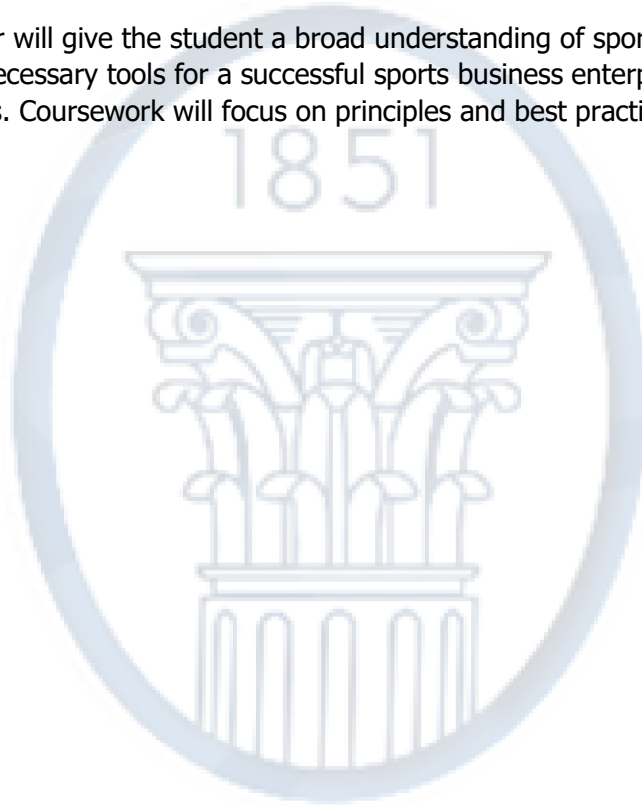 r will give the student a broad understanding of spor
ecessary tools for a successful sports business enterp
s. Coursework will focus on principles and best practi
1851